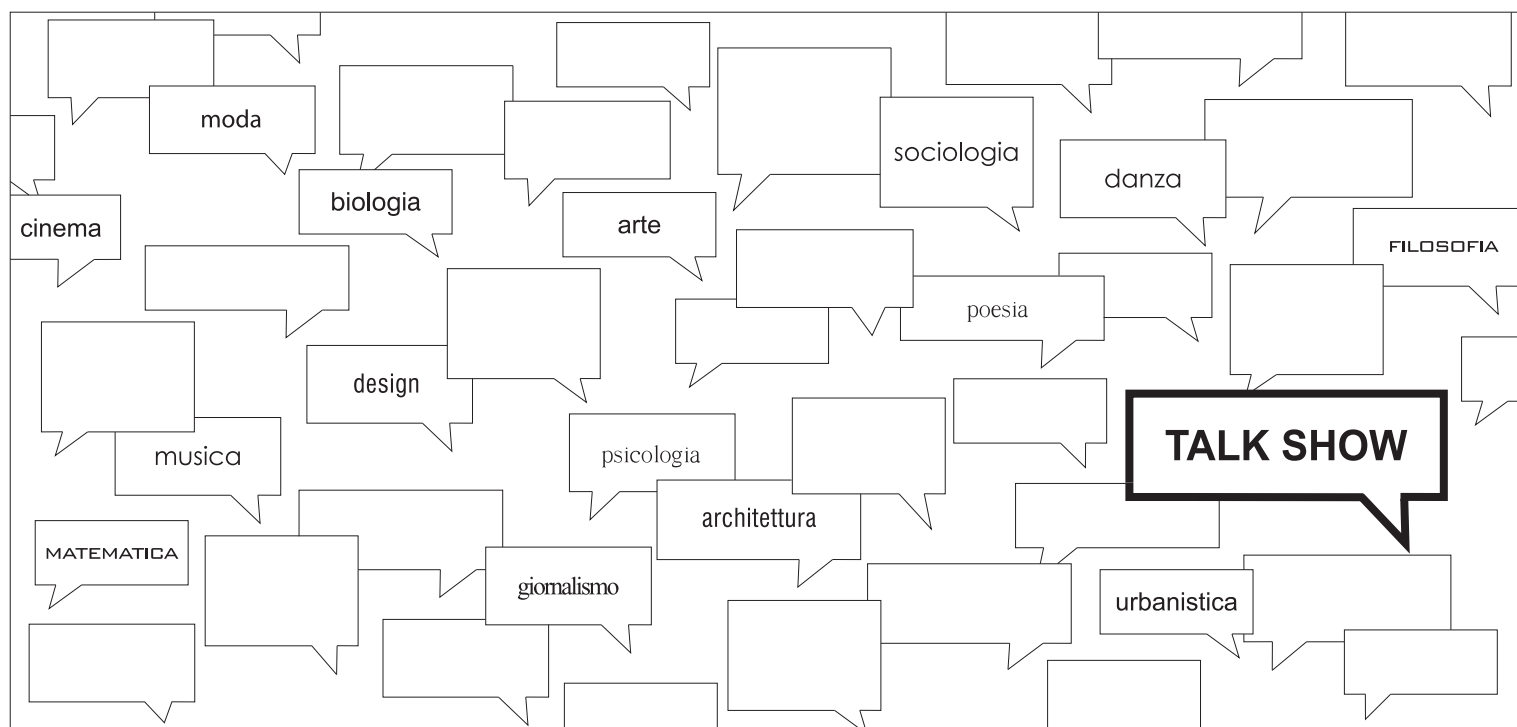 moda
sociologia
danza
biologia
cinema
arte
FILOSOFIA
poesia
design
TALK SHOW
musica
psicologia
architettura
MATEMATICA
giornalismo
urbanistica